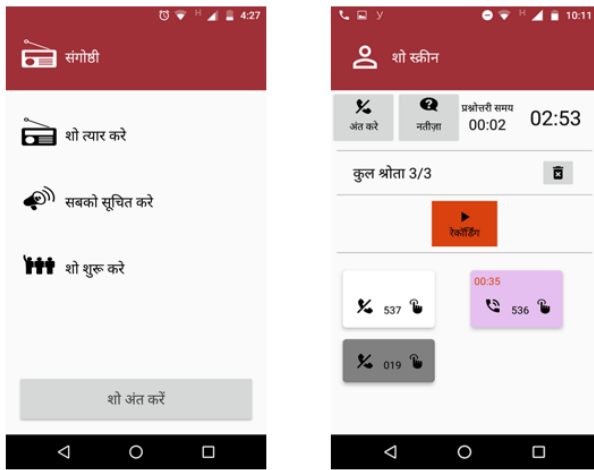 H 4:27
संगोष्ठी
शो त्यार करे
सबको सूचित करे
शो शुरू करे
शो अंत करें
H 10:11
शो स्क्रीन
अंत करे
नतीज़ा
प्रश्नोत्तरी समय
00:02
02:53
कुल श्रोता 3/3
रेकॉर्डिंग
537
00:35
536
019